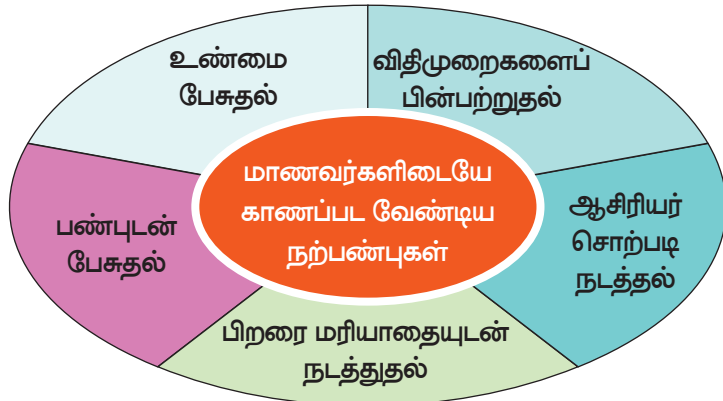 உண்மை
பேசுதல்
விதிமுறைகளைப்
பின்பற்றுதல்
மாணவர்களிடையே
காணப்பட வேண்டிய
நற்பண்புகள்
பண்புடன்
பேசுதல்
ஆசிரியர்
சொற்படி
நடத்தல்
பிறரை மரியாதையுடன்
நடத்துதல்